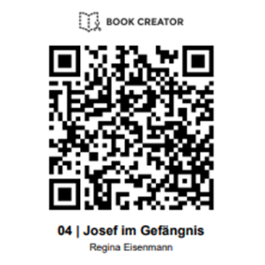 BOOK CREATOR
04 | Josef im Gefängnis
Regina Eisenmann